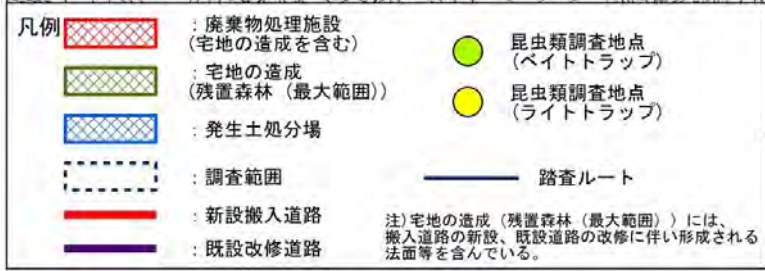 凡例
：廃棄物処理施設
(宅地の造成を含む)
：宅地の造成
(残置森林（最大範囲）)
：発生土処分場
：調査範囲
：新設搬入道路
：既設改修道路
昆虫類調査地点
(ベイトトラップ)
昆虫類調査地点
(ライトトラップ)
踏査ルート
注)宅地の造成（残置森林（最大範囲））には、
搬入道路の新設、既設道路の改修に伴い形成される
法面等を含んでいる。